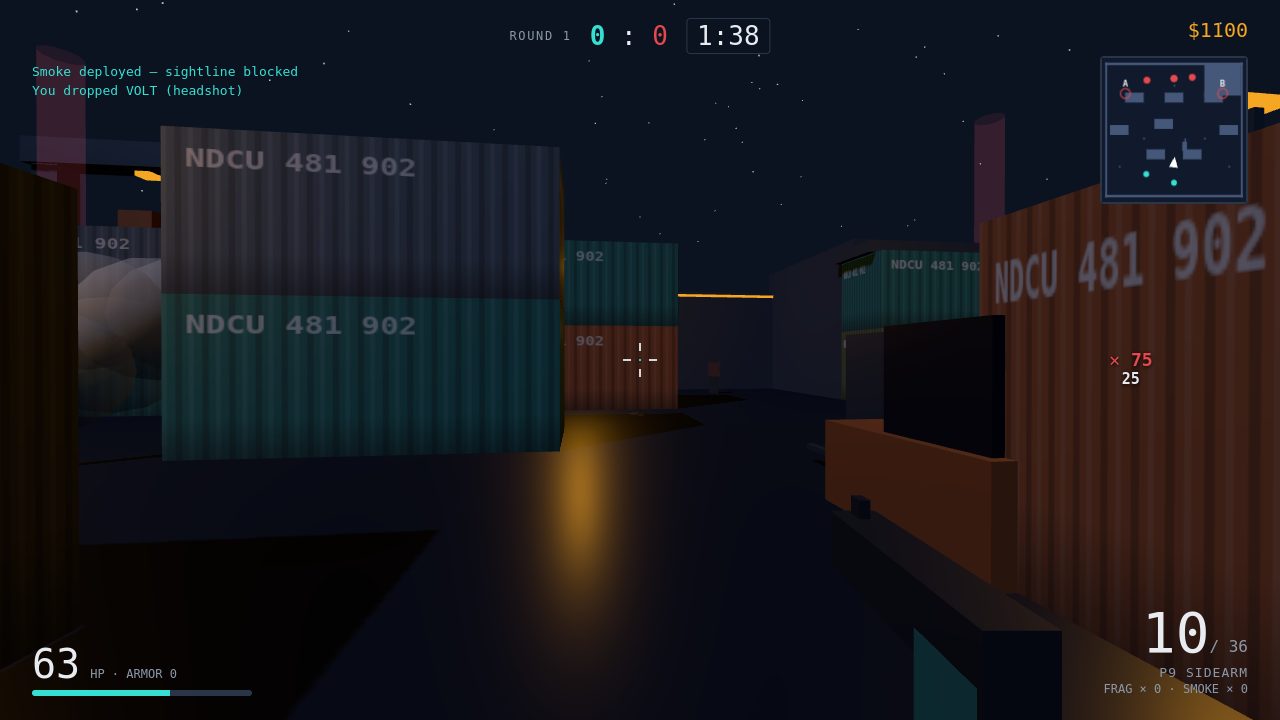 ROUND 1 0 : 0 1:38
$1100
Smoke deployed — sightline blocked
You dropped VOLT (headshot)
A B
NDCU 481 902
902
902
NDCU 481 902
NDCU 481 902
NDCU 481 902
902
× 75
25
63 HP · ARMOR 0
10 / 36
P9 SIDEARM
FRAG × 0 · SMOKE × 0